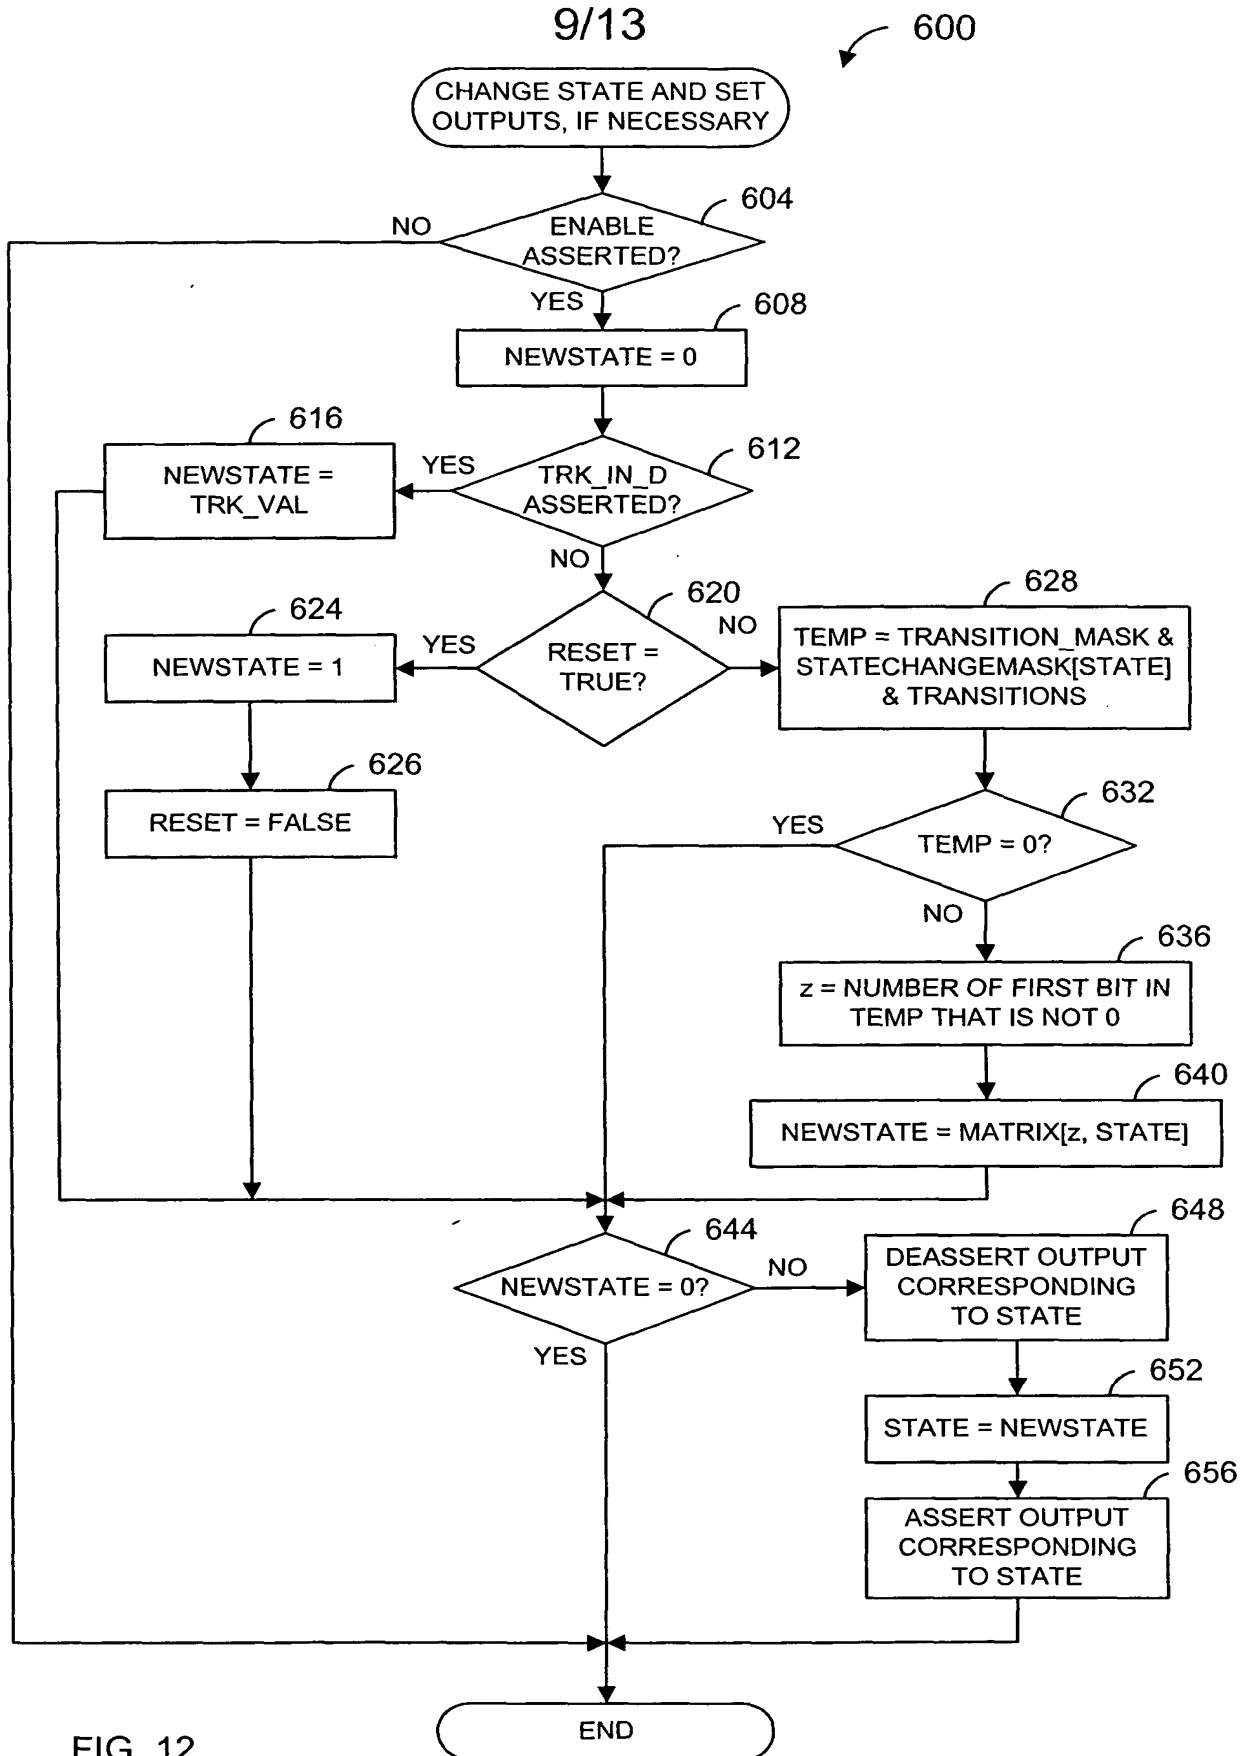 9/13
600
CHANGE STATE AND SET
OUTPUTS, IF NECESSARY
604
NO
ENABLE
ASSERTED?
YES
608
NEWSTATE = 0
616
612
NEWSTATE =
TRK_VAL
YES
TRK_IN_D
ASSERTED?
NO
628
624
620
NO
TEMP = TRANSITION_MASK &
STATECHANGEMASK[STATE]
& TRANSITIONS
NEWSTATE = 1
YES
RESET =
TRUE?
626
632
RESET = FALSE
YES
TEMP = 0?
NO
636
z = NUMBER OF FIRST BIT IN
TEMP THAT IS NOT 0
640
NEWSTATE = MATRIX[z, STATE]
644
648
NEWSTATE = 0?
NO
DEASSERT OUTPUT
CORRESPONDING
TO STATE
YES
652
STATE = NEWSTATE
656
ASSERT OUTPUT
CORRESPONDING
TO STATE
END
FIG. 12